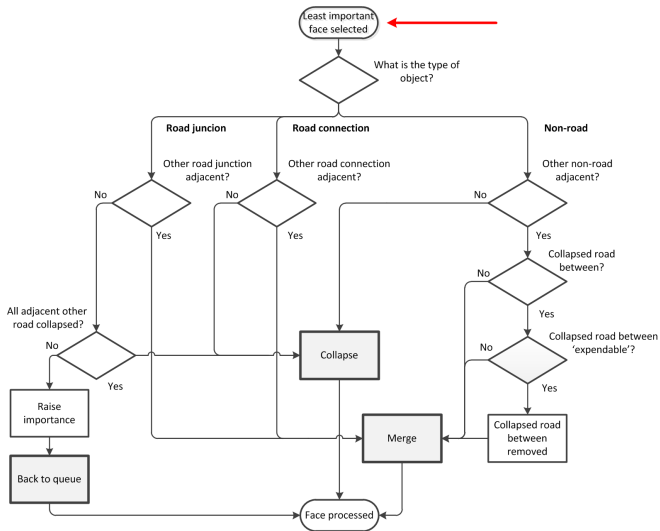 Least important
face selected
What is the type of
object?
Road juncion
Road connection
Non-road
Other road junction
adjacent?
Other road connection
adjacent?
Other non-road
adjacent?
No
No
No
Yes
Yes
Yes
Collapsed road
between?
No
Yes
All adjacent other
road collapsed?
No
Yes
Collapse
Collapsed road between
'expendable'?
No
Yes
Raise
importance
Merge
Collapsed road
between
removed
Back to queue
Face processed